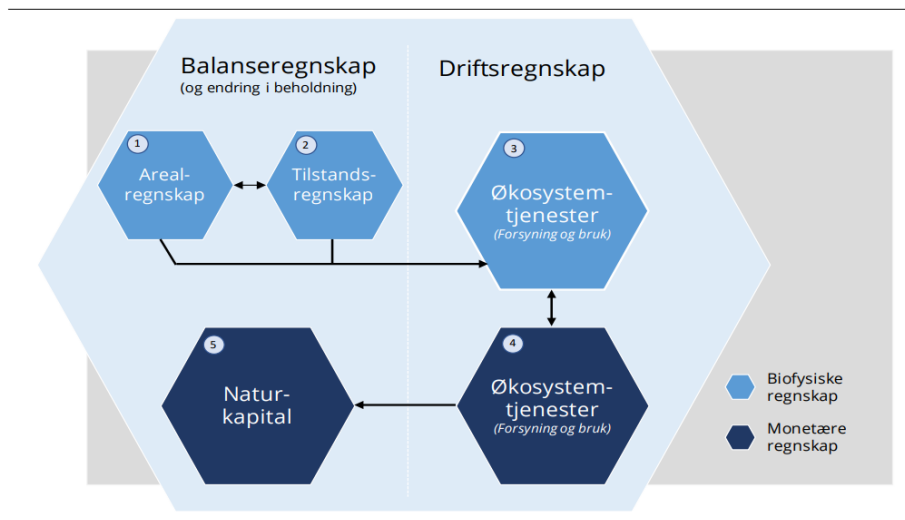 Balanseregnskap
(og endring i beholdning)
Driftsregnskap
1
Areal-
regnskap
2
Tilstands-
regnskap
3
Økosystem-
tjenester
(Forsyning og bruk)
5
Natur-
kapital
4
Økosystem-
tjenester
(Forsyning og bruk)
Biofysiske
regnskap
Monetære
regnskap